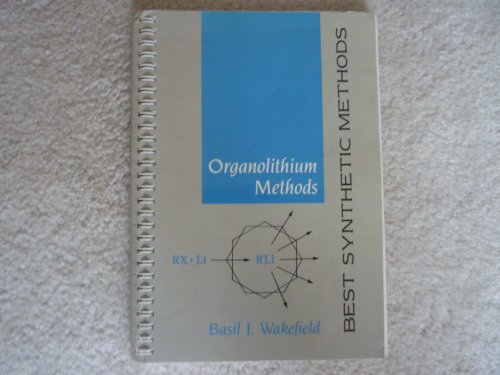 Organolithium
Methods
RX + Li
RLi
Basil J. Wakefield
BEST SYNTHETIC METHODS